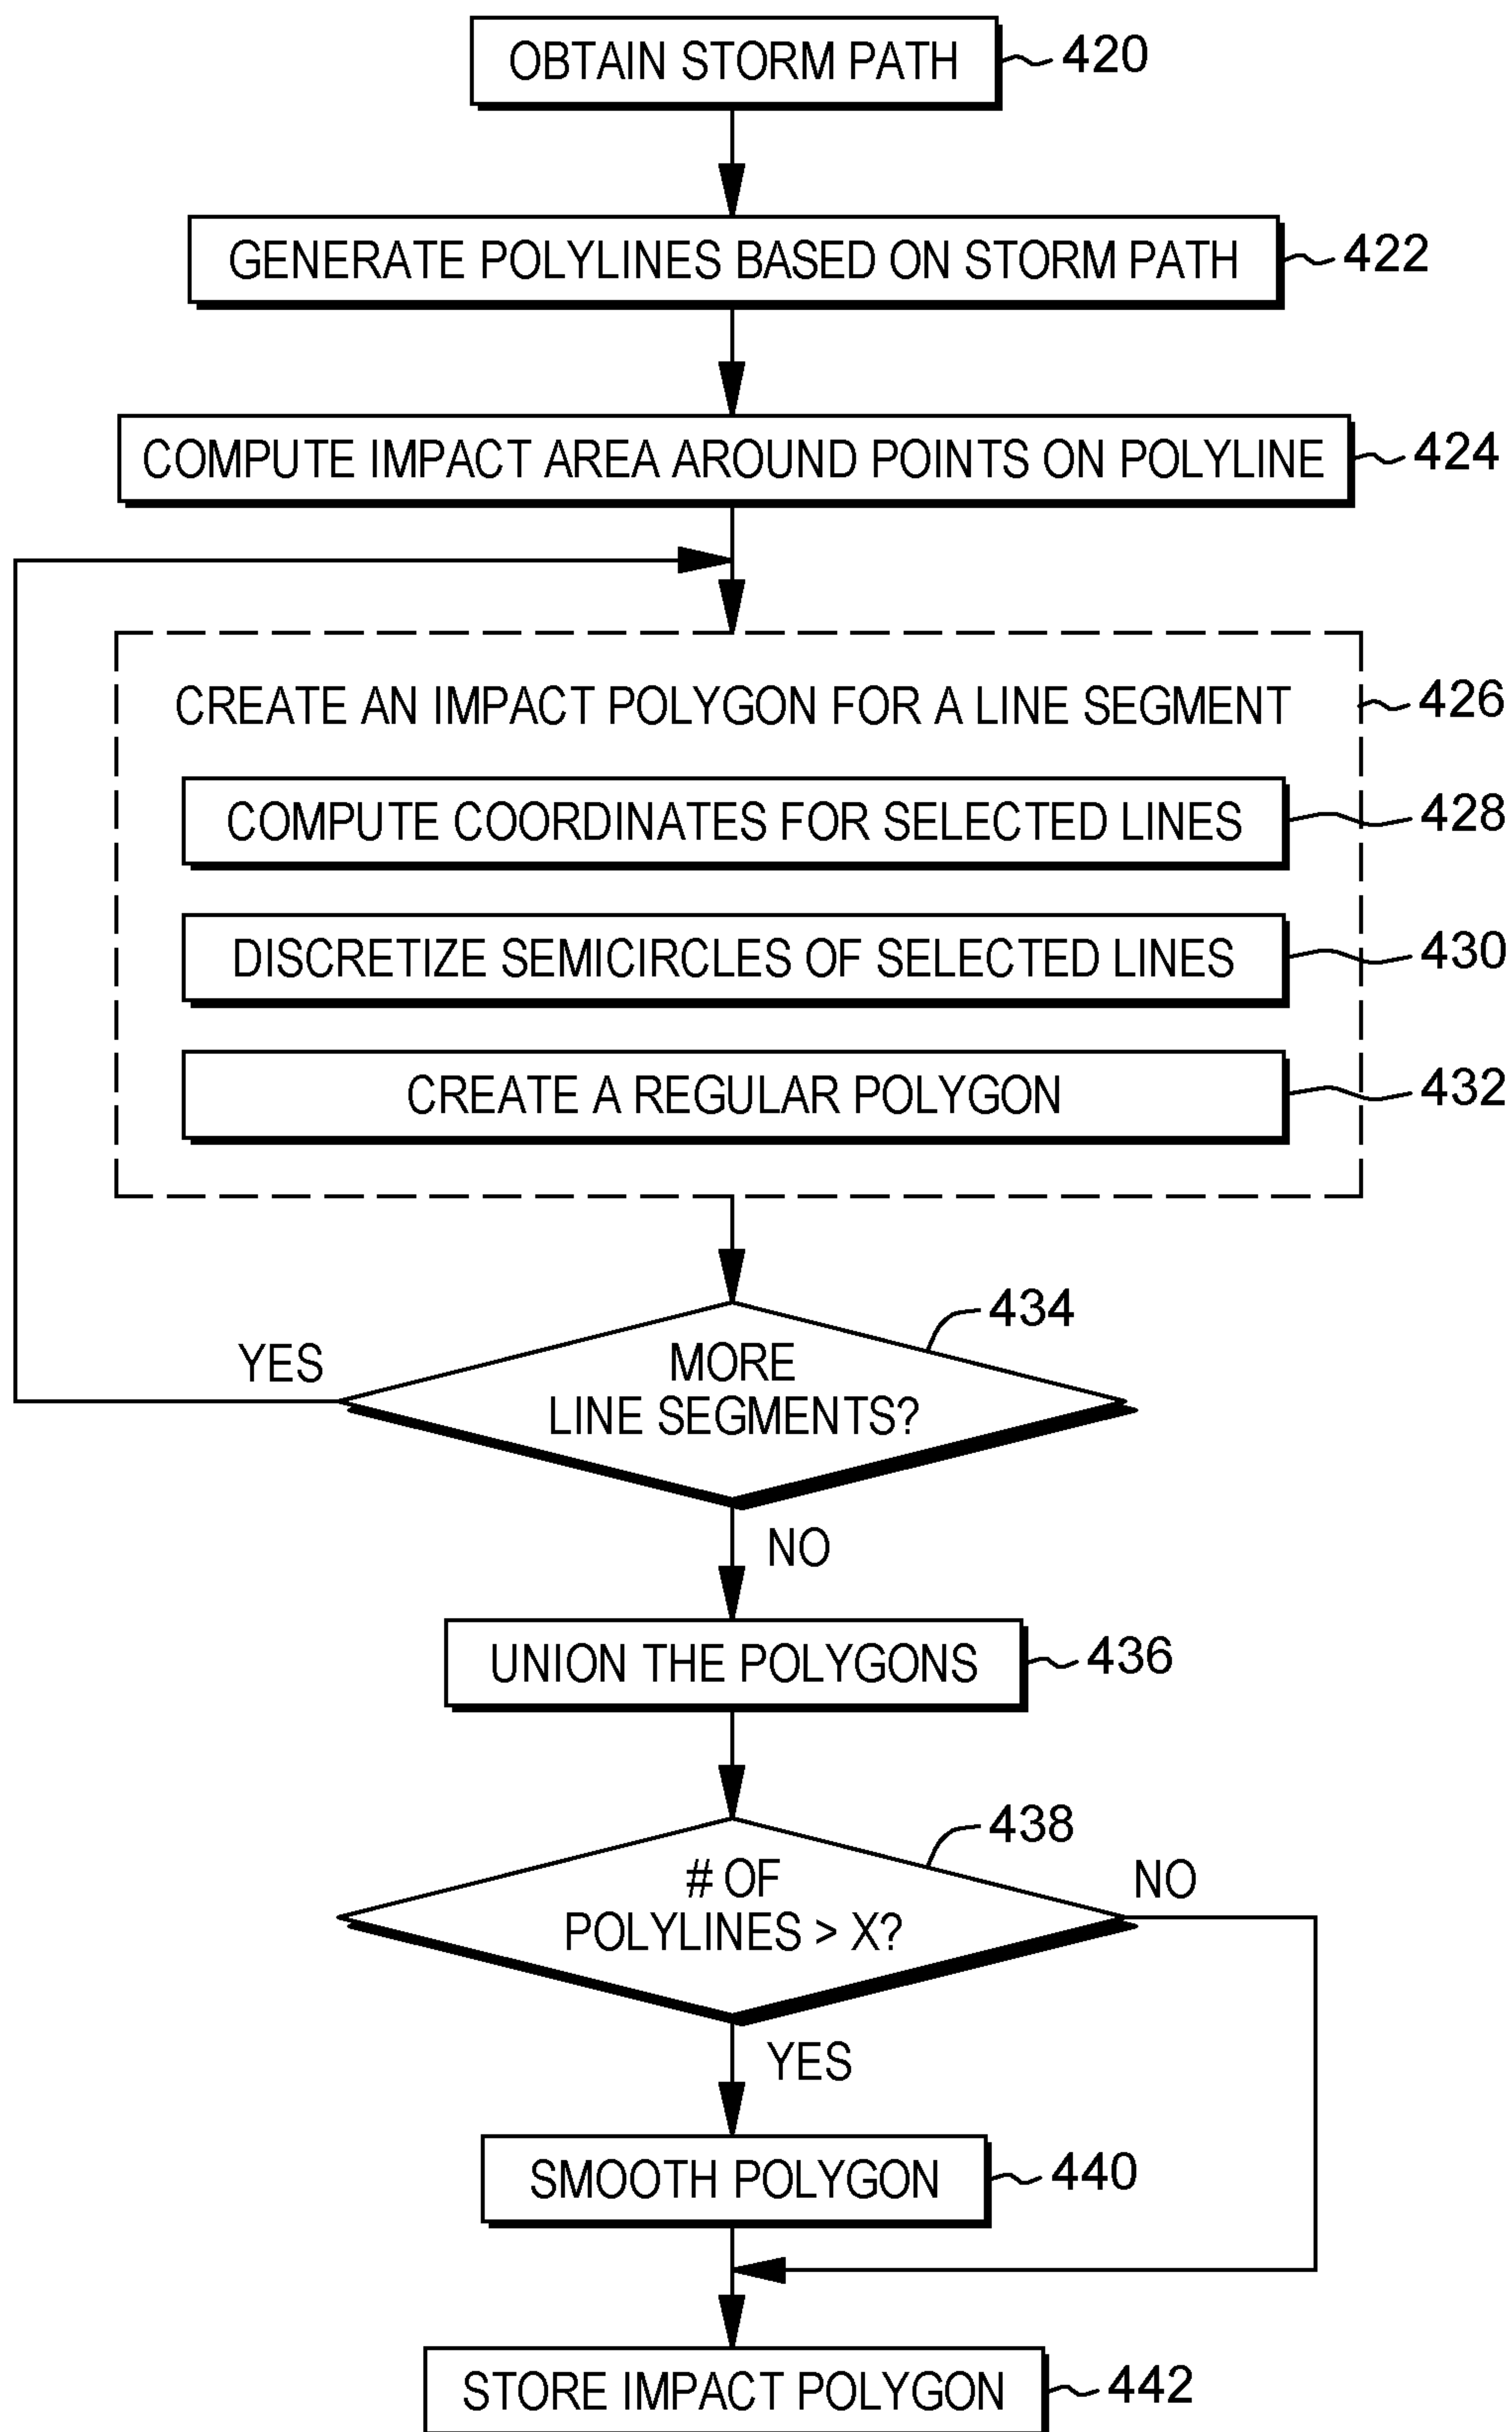 OBTAIN STORM PATH 420
GENERATE POLYLINES BASED ON STORM PATH 422
COMPUTE IMPACT AREA AROUND POINTS ON POLYLINE 424
CREATE AN IMPACT POLYGON FOR A LINE SEGMENT 426
COMPUTE COORDINATES FOR SELECTED LINES 428
DISCRETIZE SEMICIRCLES OF SELECTED LINES 430
CREATE A REGULAR POLYGON 432
434
YES
MORE
LINE SEGMENTS?
NO
UNION THE POLYGONS 436
438
# OF
POLYLINES > X?
NO
YES
SMOOTH POLYGON 440
STORE IMPACT POLYGON 442